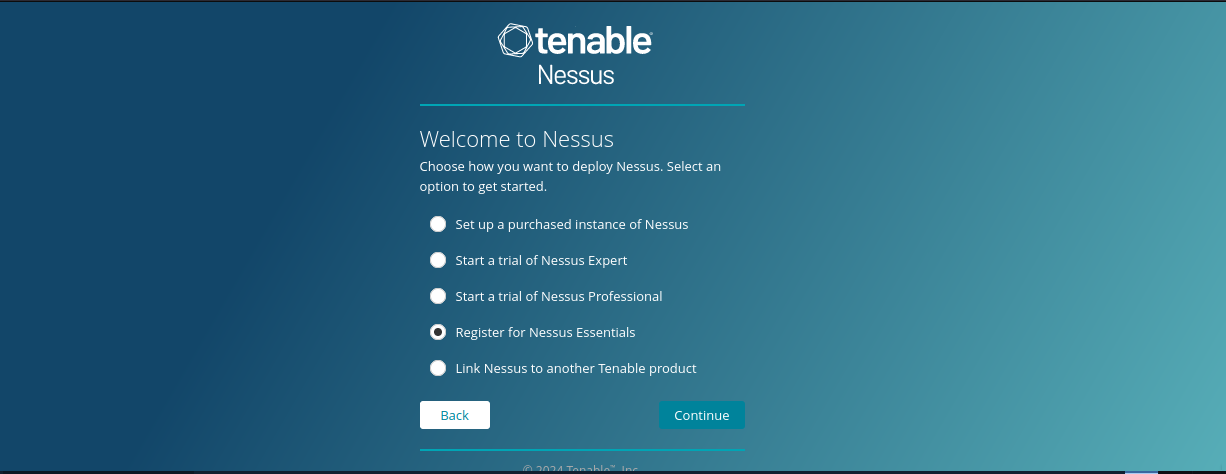 tenable
Nessus
Welcome to Nessus
Choose how you want to deploy Nessus. Select an
option to get started.
Set up a purchased instance of Nessus
Start a trial of Nessus Expert
Start a trial of Nessus Professional
Register for Nessus Essentials
Link Nessus to another Tenable product
Back
Continue
© 2024 Tenable™, Inc